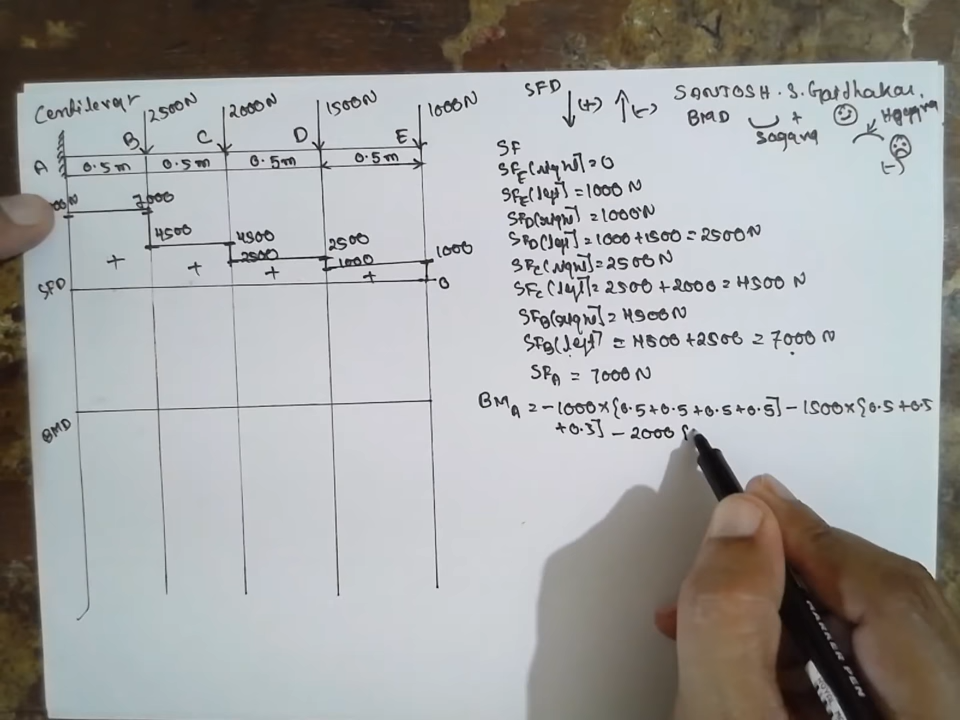 Cantilever
2500N 2000N 1500N 1000N
A B C D E
0.5m 0.5m 0.5m 0.5m
7000
4500 4500
2500 2500
1000 1000
+ + + + 0
SFD
BMD
SFD (+) (-)
SANTOSH . S. Gardhakar
BMD + Sagging Hogging (-)
SF
SFE [right] = 0
SFE [left] = 1000 N
SFD [right] = 1000N
SFD [left] = 1000 + 1500 = 2500N
SFC [right] = 2500 N
SFC [left] = 2500 + 2000 = 4500 N
SFB [right] = 4500 N
SFB [left] = 4500 + 2500 = 7000 N
SFA = 7000 N
BMA = -1000 × [0.5 + 0.5 + 0.5 + 0.5] - 1500 × [0.5 + 0.5
+ 0.5] - 2000 [
MARKER PEN